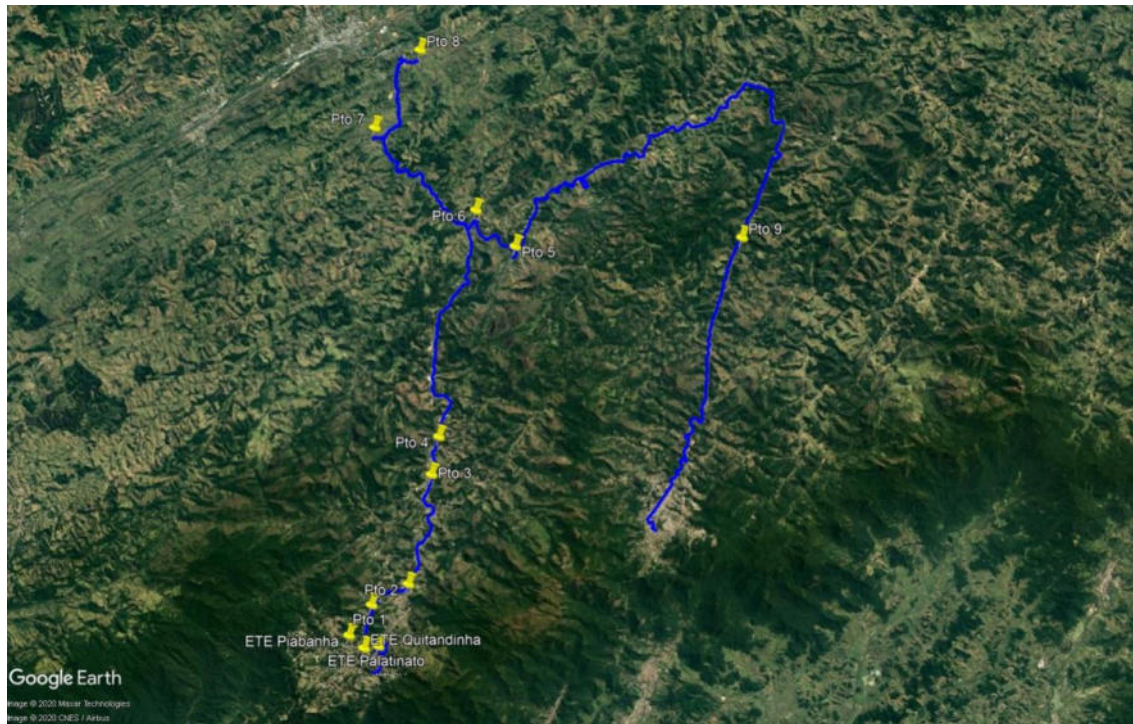 Pto 8
Pto 7
Pto 6
Pto 5
Pto 9
Pto 4
Pto 3
Pto 2
Pto 1
ETE Piabanha
ETE Quitandinha
ETE Palatinato
Google Earth
Image © 2020 Maxar Technologies
Image © 2020 CNES / Airbus